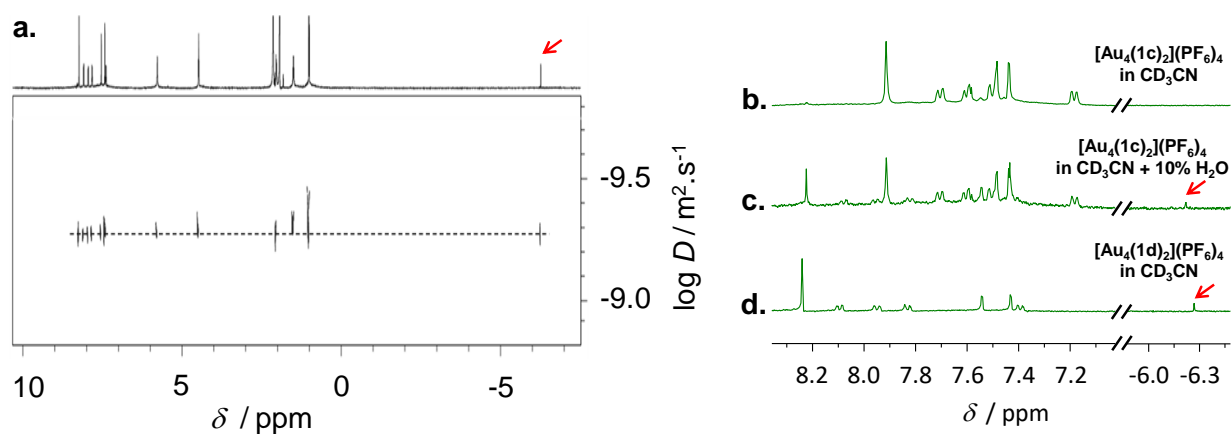 a.
-9.5
-9.0
log D / m².s⁻¹
10 5 0 -5
δ / ppm
b.
[Au₄(1c)₂](PF₆)₄
in CD₃CN
c.
[Au₄(1c)₂](PF₆)₄
in CD₃CN + 10% H₂O
d.
[Au₄(1d)₂](PF₆)₄
in CD₃CN
8.2 8.0 7.8 7.6 7.4 7.2 -6.0 -6.3
δ / ppm